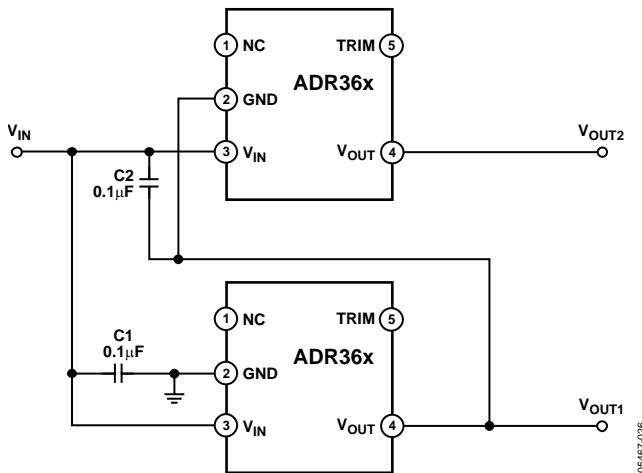 1 NC
TRIM 5
ADR36x
2 GND
VIN
3 VIN
VOUT 4
VOUT2
C2
0.1µF
1 NC
TRIM 5
C1
0.1µF
ADR36x
2 GND
3 VIN
VOUT 4
VOUT1
05467-026